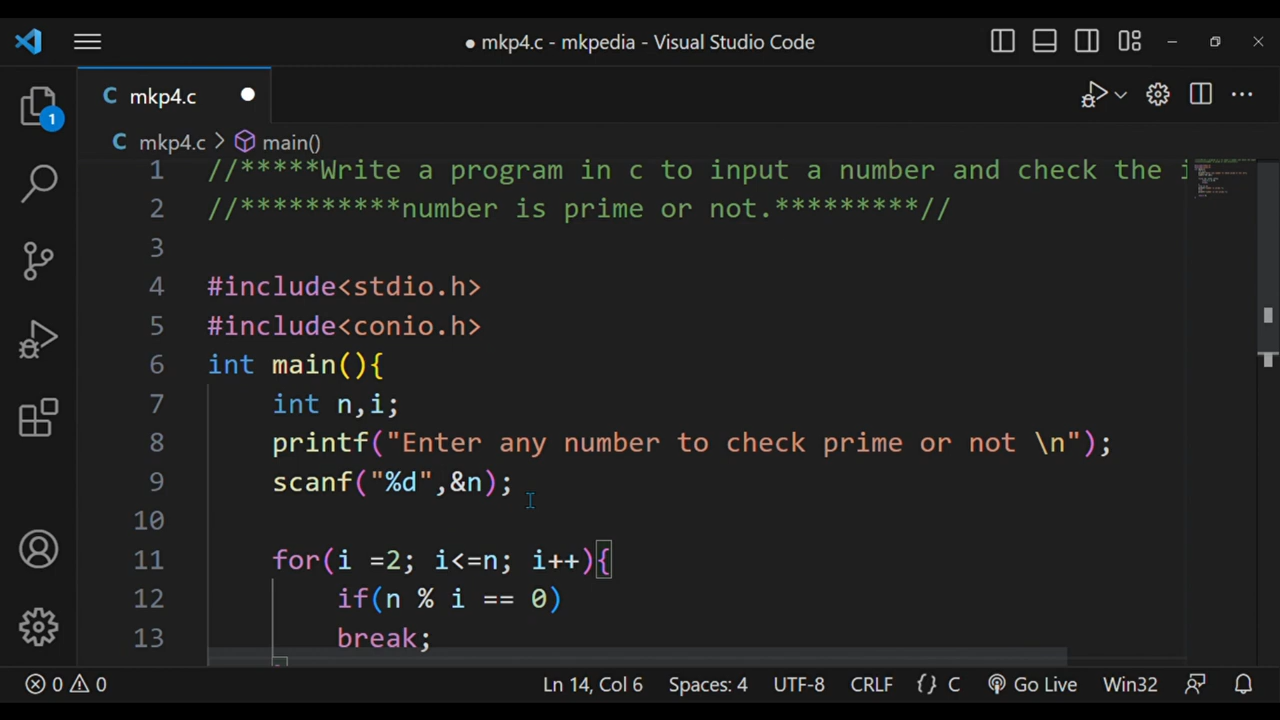 mkp4.c - mkpedia - Visual Studio Code
C mkp4.c
1
C mkp4.c > main()
1 //*****Write a program in c to input a number and check the i
2 //**********number is prime or not.*********//
3
4 #include<stdio.h>
5 #include<conio.h>
6 int main(){
7 int n,i;
8 printf("Enter any number to check prime or not \n");
9 scanf("%d",&n);
10
11 for(i =2; i<=n; i++){
12 if(n % i == 0)
13 break;
0 0 Ln 14, Col 6 Spaces: 4 UTF-8 CRLF {} C Go Live Win32